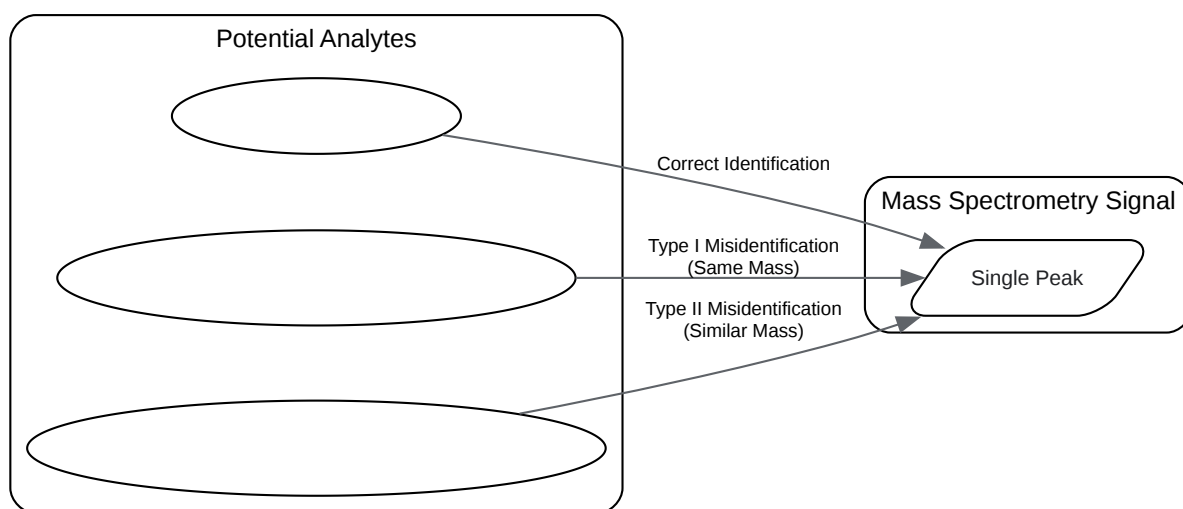 Potential Analytes
Correct Identification
Mass Spectrometry Signal
Type I Misidentification
(Same Mass)
Single Peak
Type II Misidentification
(Similar Mass)